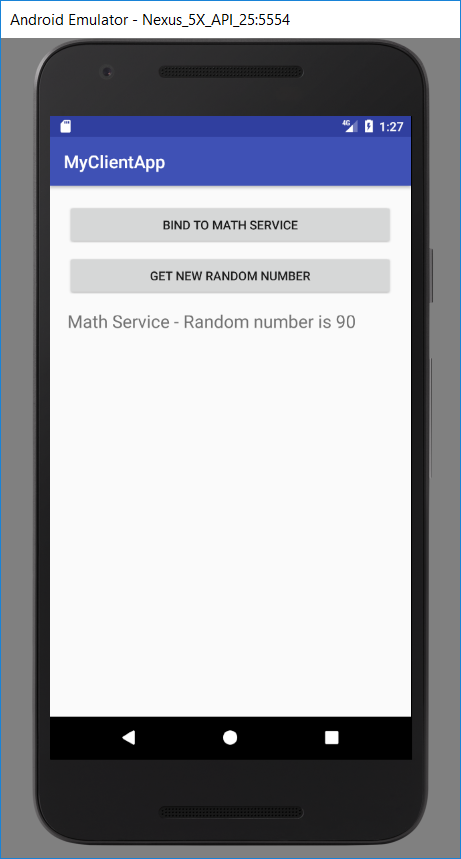 Android Emulator - Nexus_5X_API_25:5554
4G 1:27
MyClientApp
BIND TO MATH SERVICE
GET NEW RANDOM NUMBER
Math Service - Random number is 90